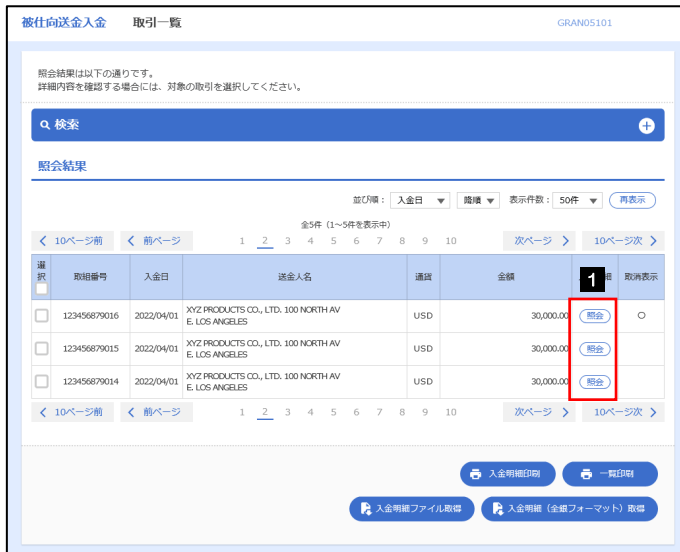 被仕向送金入金 取引一覧 GRAN05101
照会結果は以下の通りです。
詳細内容を確認する場合には、対象の取引を選択してください。
検索
照会結果
並び順： 入金日 ▼ 降順 ▼ 表示件数： 50件 ▼ 再表示
全5件（1～5件を表示中）
10ページ前 前ページ 1 2 3 4 5 6 7 8 9 10 次ページ 10ページ次
選択 取組番号 入金日 送金人名 通貨 金額 1 細 取消表示
123456879016 2022/04/01 XYZ PRODUCTS CO., LTD. 100 NORTH AV USD 30,000.00 照会 ○
E. LOS ANGELES
123456879015 2022/04/01 XYZ PRODUCTS CO., LTD. 100 NORTH AV USD 30,000.00 照会
E. LOS ANGELES
123456879014 2022/04/01 XYZ PRODUCTS CO., LTD. 100 NORTH AV USD 30,000.00 照会
E. LOS ANGELES
10ページ前 前ページ 1 2 3 4 5 6 7 8 9 10 次ページ 10ページ次
入金明細印刷 一覧印刷
入金明細ファイル取得 入金明細（全銀フォーマット）取得